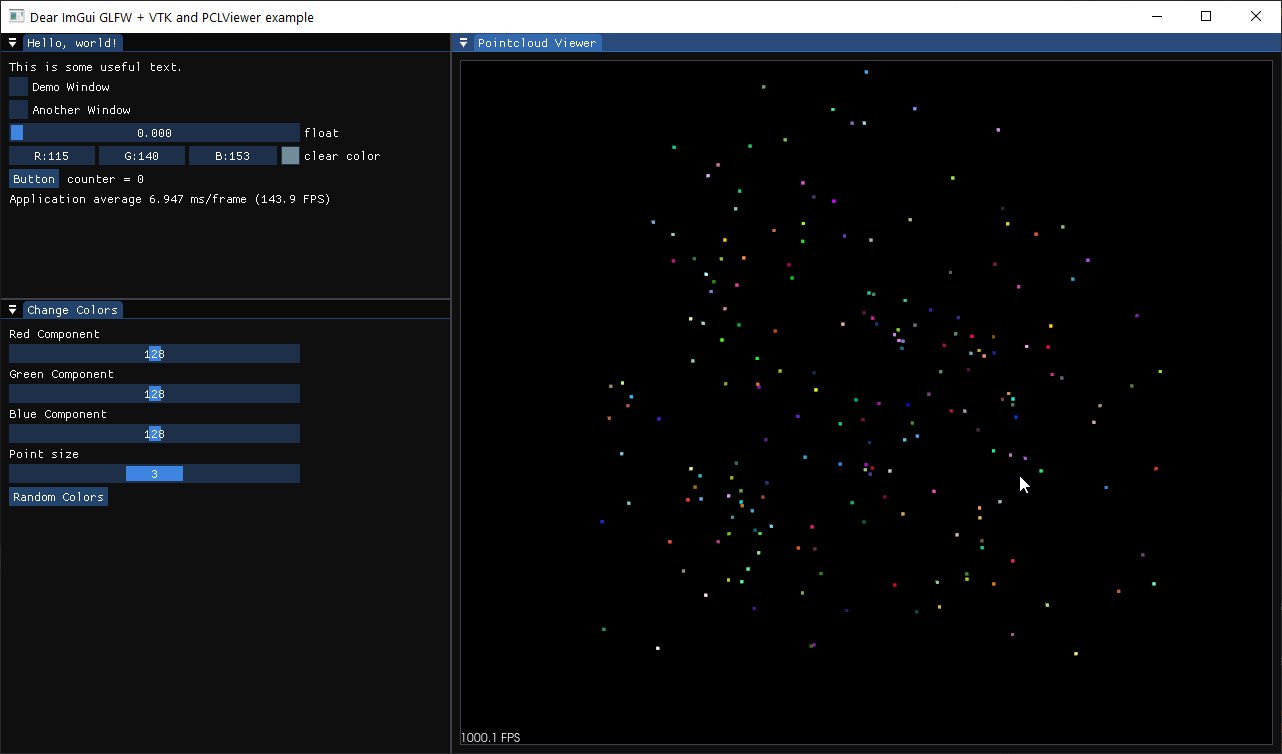 Dear ImGui GLFW + VTK and PCLViewer example
Hello, world!
This is some useful text.
Demo Window
Another Window
0.000 float
R:115 G:140 B:153 clear color
Button counter = 0
Application average 6.947 ms/frame (143.9 FPS)
Change Colors
Red Component
128
Green Component
128
Blue Component
128
Point size
3
Random Colors
Pointcloud Viewer
1000.1 FPS